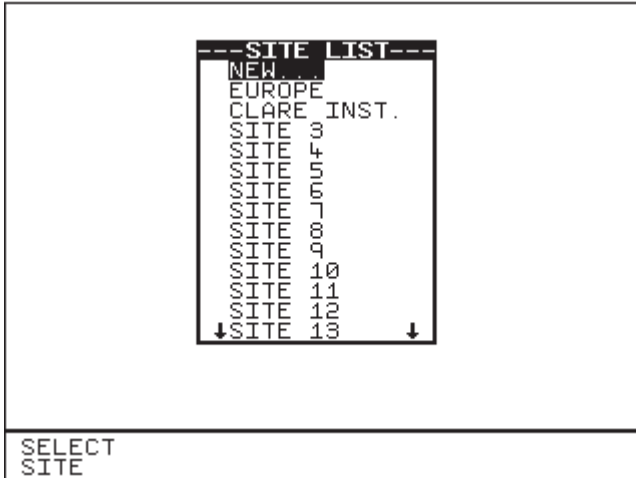 ---SITE LIST---
NEW...
EUROPE
CLARE INST.
SITE 3
SITE 4
SITE 5
SITE 6
SITE 7
SITE 8
SITE 9
SITE 10
SITE 11
SITE 12
↓SITE 13 ↓
SELECT
SITE